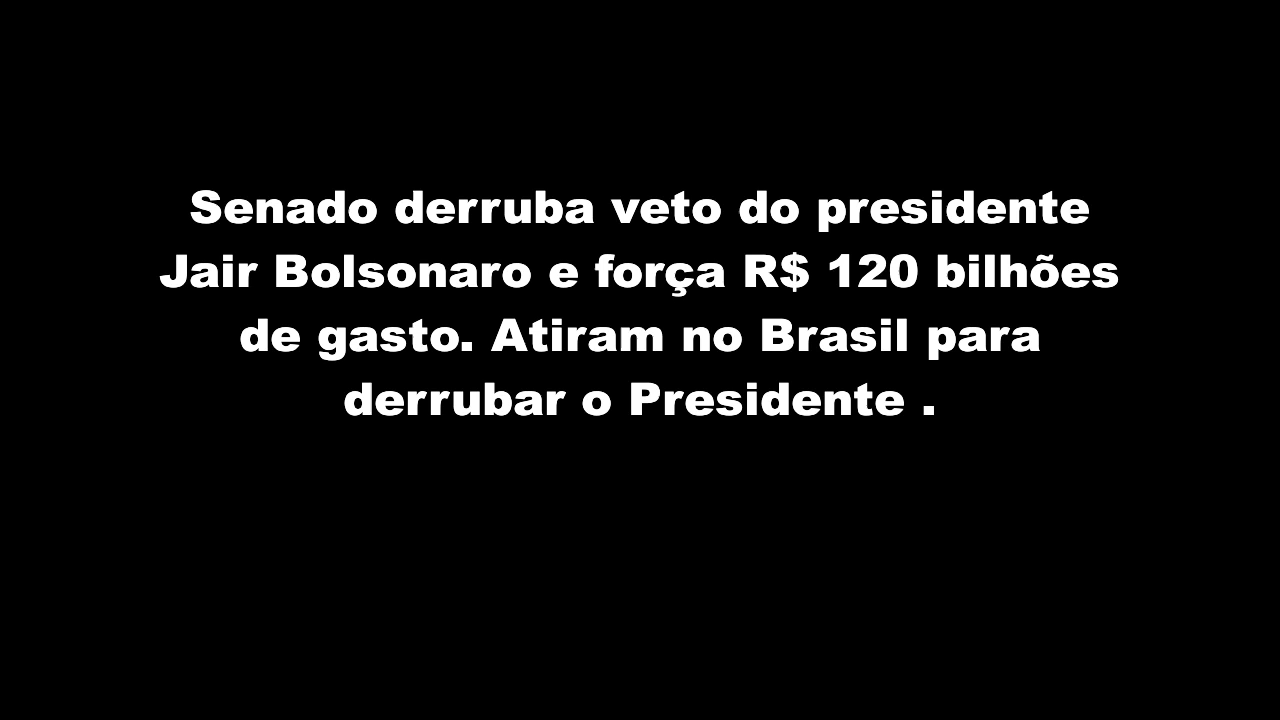 Senado derruba veto do presidente
Jair Bolsonaro e força R$ 120 bilhões
de gasto. Atiram no Brasil para
derrubar o Presidente .